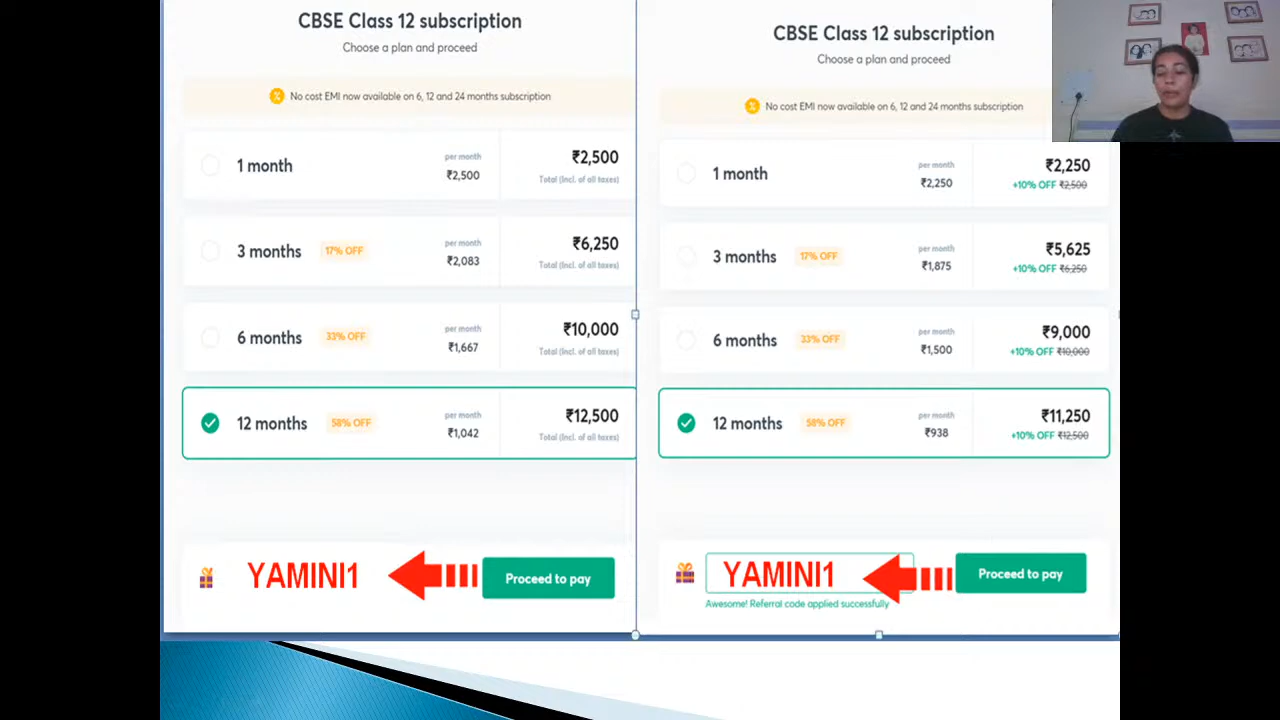 CBSE Class 12 subscription
Choose a plan and proceed
No cost EMI now available on 6, 12 and 24 months subscription
1 month
per month
₹2,500
₹2,500
Total (Incl. of all taxes)
3 months
17% OFF
per month
₹2,083
₹6,250
Total (Incl. of all taxes)
6 months
33% OFF
per month
₹1,667
₹10,000
Total (Incl. of all taxes)
12 months
58% OFF
per month
₹1,042
₹12,500
Total (Incl. of all taxes)
YAMINI1
Proceed to pay
CBSE Class 12 subscription
Choose a plan and proceed
No cost EMI now available on 6, 12 and 24 months subscription
1 month
per month
₹2,250
₹2,250
+10% OFF ₹2,500
3 months
17% OFF
per month
₹1,875
₹5,625
+10% OFF ₹6,250
6 months
33% OFF
per month
₹1,500
₹9,000
+10% OFF ₹10,000
12 months
58% OFF
per month
₹938
₹11,250
+10% OFF ₹12,500
YAMINI1
Awesome! Referral code applied successfully
Proceed to pay